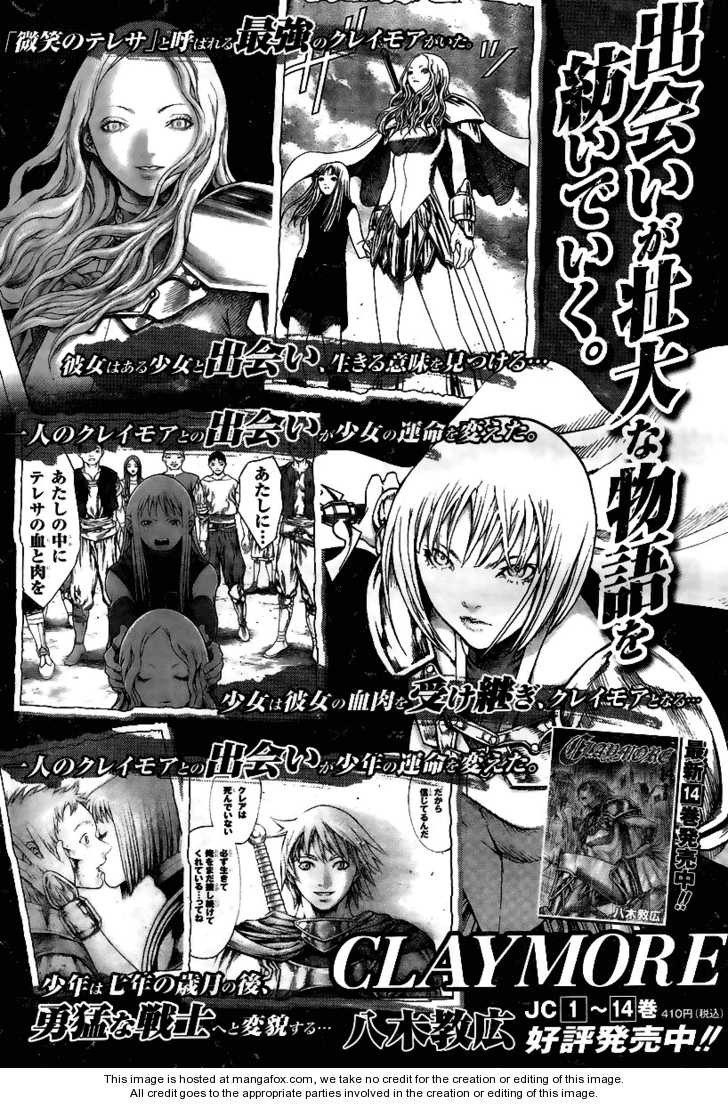 出会いが壮大な物語を
紡いでいく。
「微笑のテレサ」と呼ばれる最強のクレイモアがいた。
彼女はある少女と出会い、生きる意味を見つける…
一人のクレイモアとの出会いが少女の運命を変えた。
あたしに…
あたしの中に
テレサの血と肉を
少女は彼女の血肉を受け継ぎ、クレイモアとなる…
一人のクレイモアとの出会いが少年の運命を変えた。
だから
信じてるんだ
クレアは
死んでいない
必ず生きて
俺をまだ捜し続けて
くれている…ってね
少年は七年の歳月の後、
勇猛な戦士へと変貌する…
CLAYMORE
八木教広
最新14巻発売中!!
CLAYMORE
八木教広
JC 1～14巻 410円(税込)
好評発売中!!
This image is hosted at mangafox.com, we take no credit for the creation or editing of this image.
All credit goes to the appropriate parties involved in the creation or editing of this image.